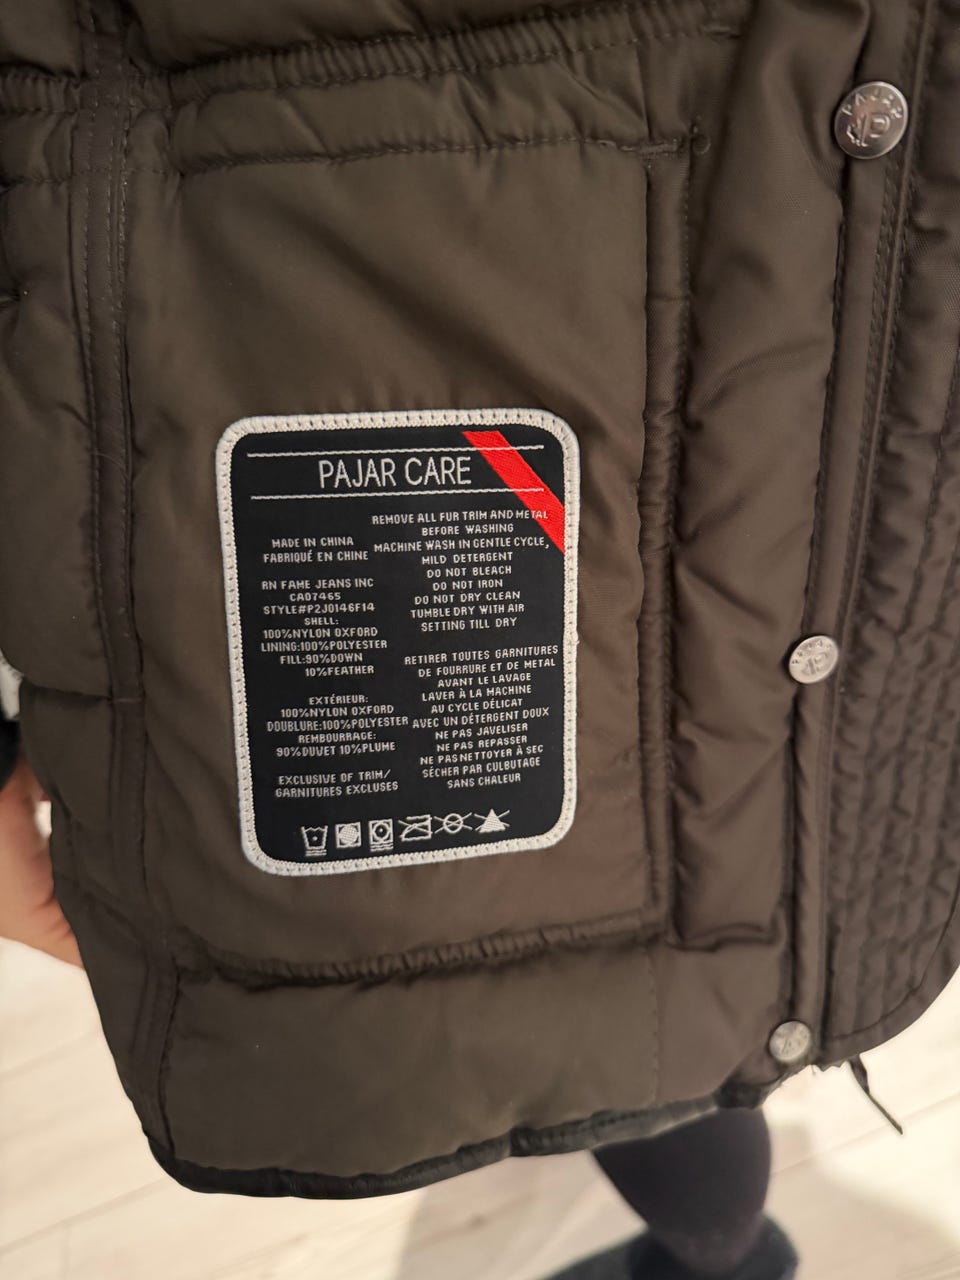 PAJAR
PAJAR CARE
MADE IN CHINA
FABRIQUÉ EN CHINE
RN FAME JEANS INC
CA07465
STYLE#P2J0146F14
SHELL:
100%NYLON OXFORD
LINING:100%POLYESTER
FILL:90%DOWN
10%FEATHER
EXTÉRIEUR:
100%NYLON OXFORD
DOUBLURE:100%POLYESTER
REMBOURRAGE:
90%DUVET 10%PLUME
EXCLUSIVE OF TRIM/
GARNITURES EXCLUSES
REMOVE ALL FUR TRIM AND METAL
BEFORE WASHING
MACHINE WASH IN GENTLE CYCLE,
MILD DETERGENT
DO NOT BLEACH
DO NOT IRON
DO NOT DRY CLEAN
TUMBLE DRY WITH AIR
SETTING TILL DRY
RETIRER TOUTES GARNITURES
DE FOURRURE ET DE METAL
AVANT LE LAVAGE
LAVER À LA MACHINE
AU CYCLE DÉLICAT
AVEC UN DÉTERGENT DOUX
NE PAS JAVELISER
NE PAS REPASSER
NE PAS NETTOYER À SEC
SÉCHER PAR CULBUTAGE
SANS CHALEUR
PAJAR